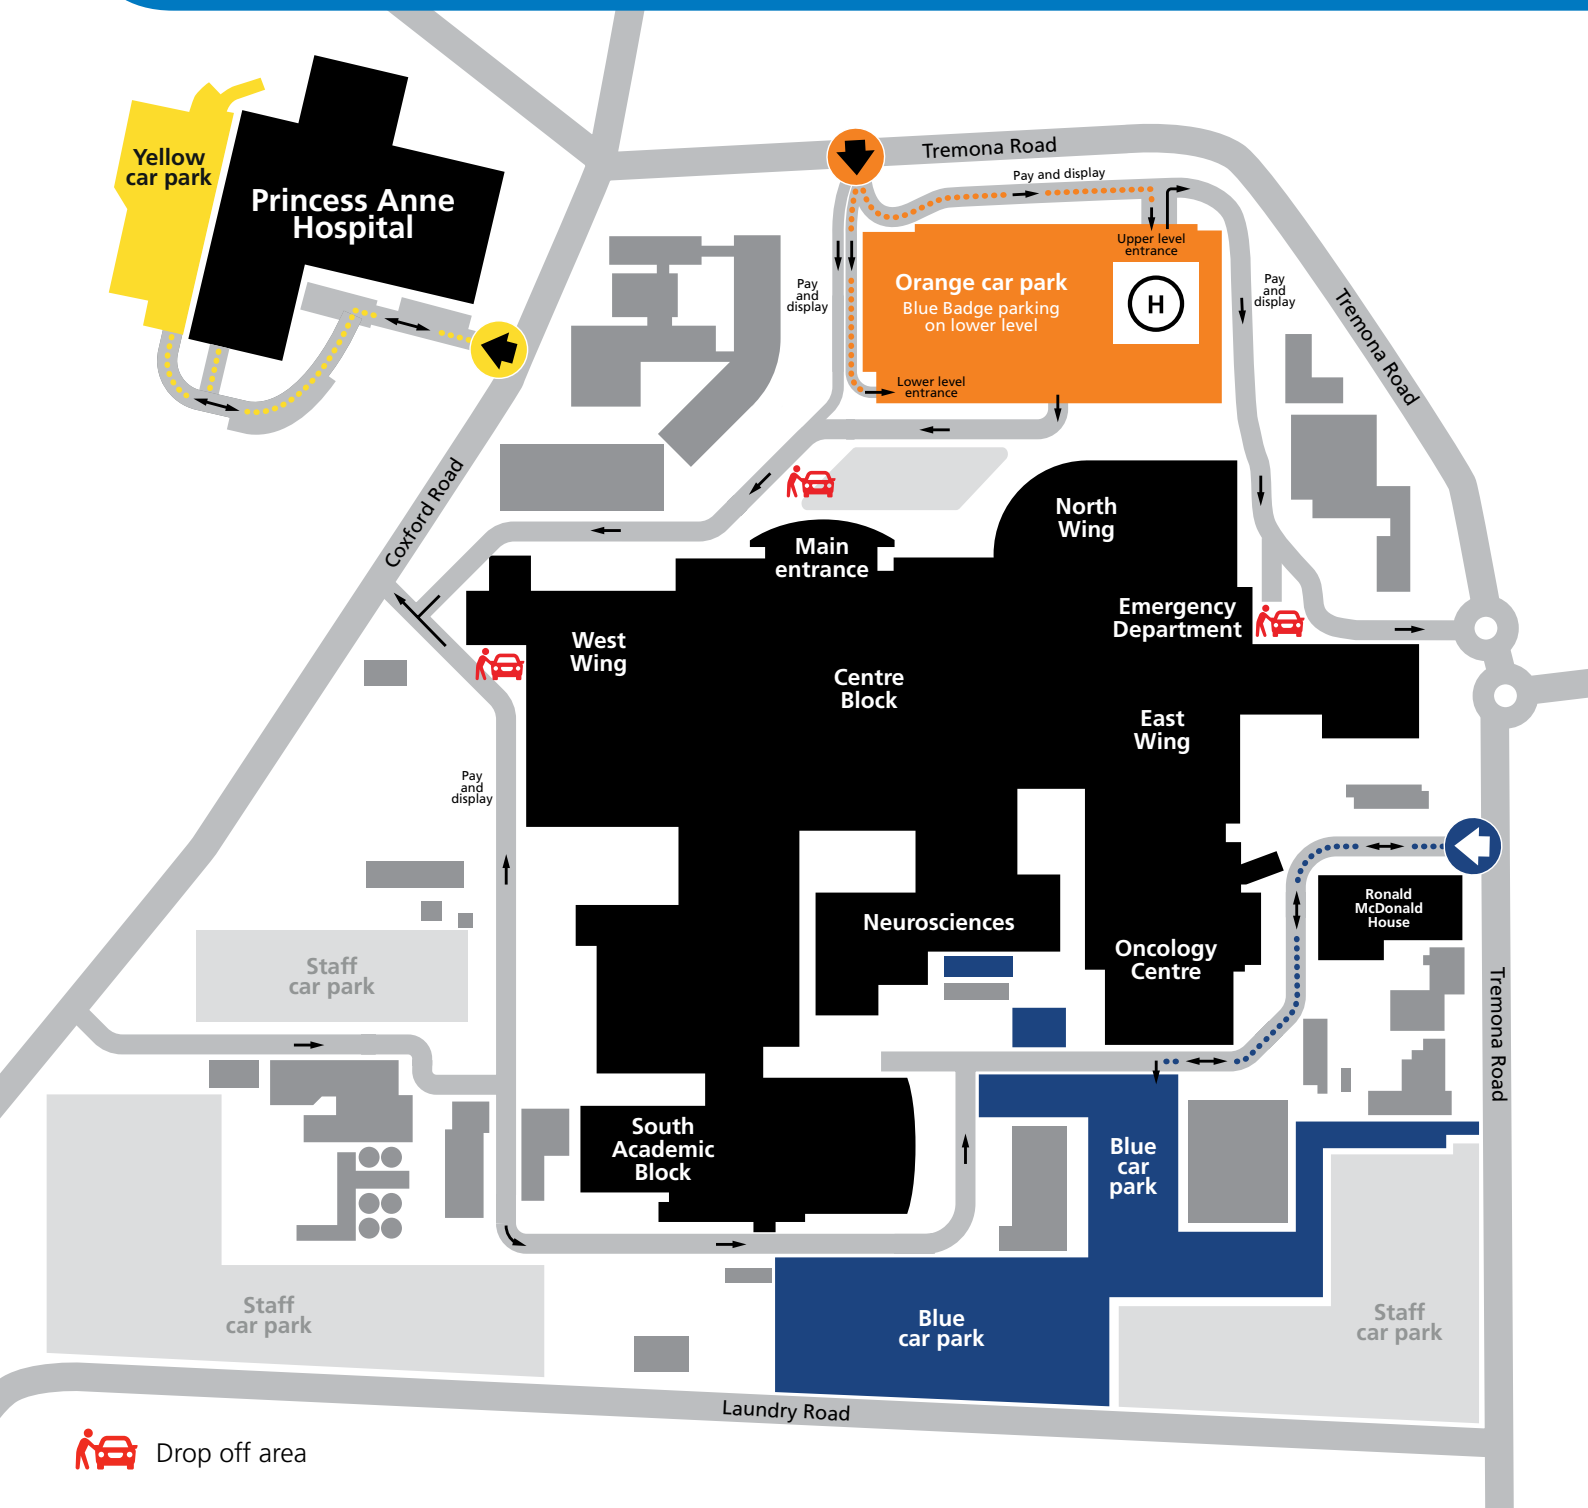 Tremona Road
Yellow
car park
Pay and display
Princess Anne
Hospital
Upper level
entrance
Orange car park
Blue Badge parking
on lower level
H
Pay
and
display
Pay
and
display
Tremona Road
Lower level
entrance
Coxford Road
North
Wing
Main
entrance
Emergency
Department
West
Wing
Centre
Block
East
Wing
Pay
and
display
Ronald
McDonald
House
Neurosciences
Oncology
Centre
Staff
car park
Tremona Road
South
Academic
Block
Blue
car
park
Staff
car park
Blue
car park
Staff
car park
Laundry Road
Drop off area